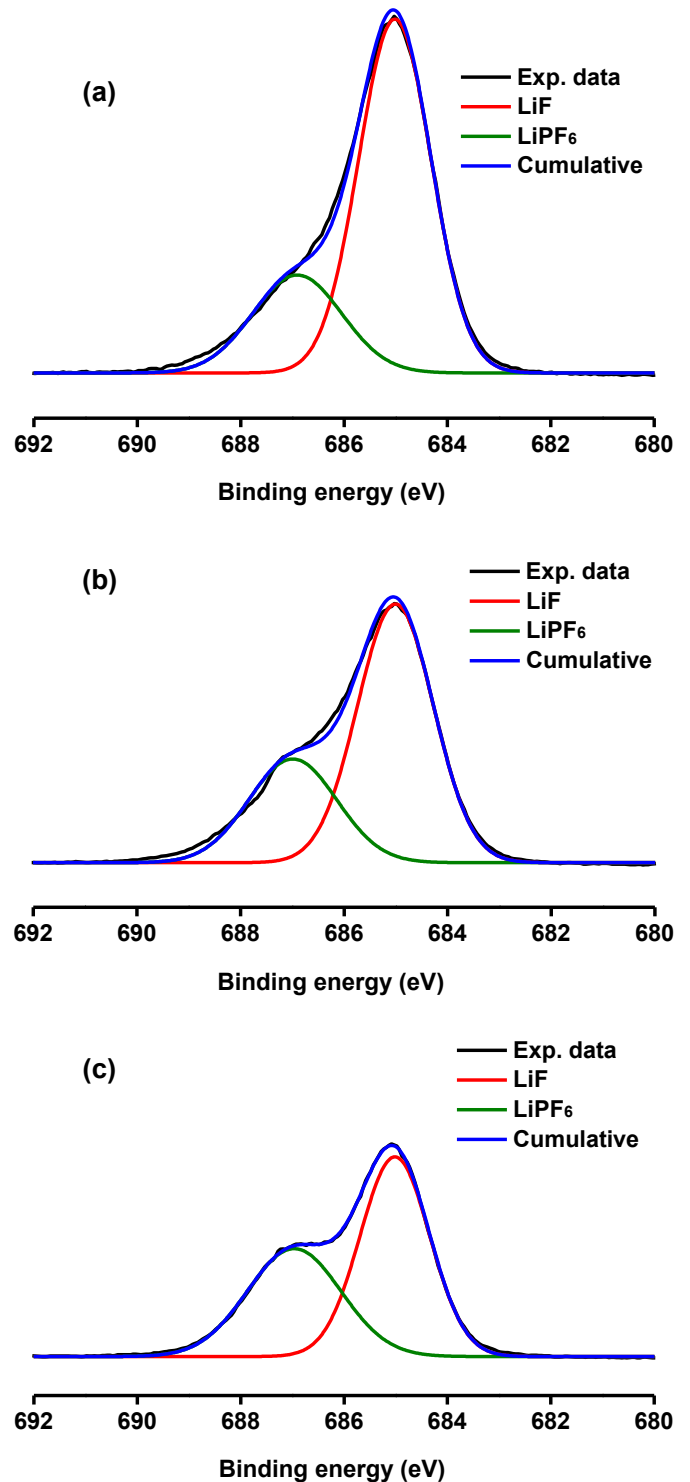 (a)
Exp. data
LiF
LiPF₆
Cumulative
692 690 688 686 684 682 680
Binding energy (eV)
(b)
Exp. data
LiF
LiPF₆
Cumulative
692 690 688 686 684 682 680
Binding energy (eV)
(c)
Exp. data
LiF
LiPF₆
Cumulative
692 690 688 686 684 682 680
Binding energy (eV)